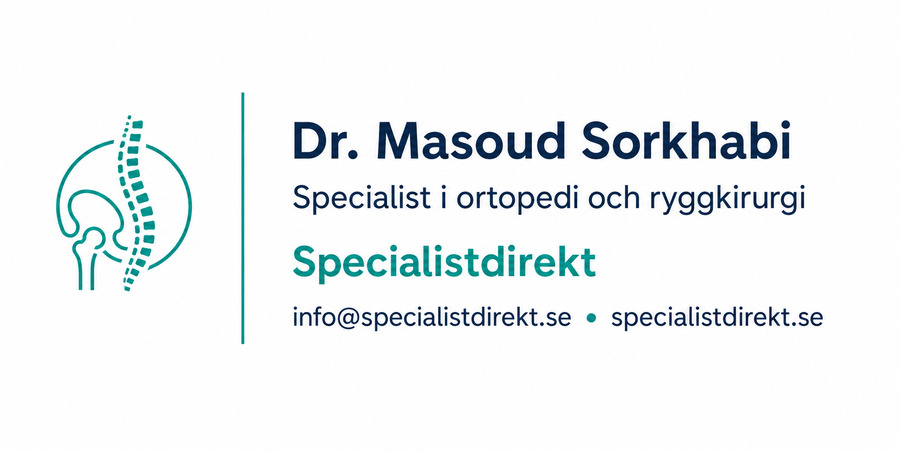 Dr. Masoud Sorkhabi
Specialist i ortopedi och ryggkirurgi
Specialistdirekt
info@specialistdirekt.se • specialistdirekt.se